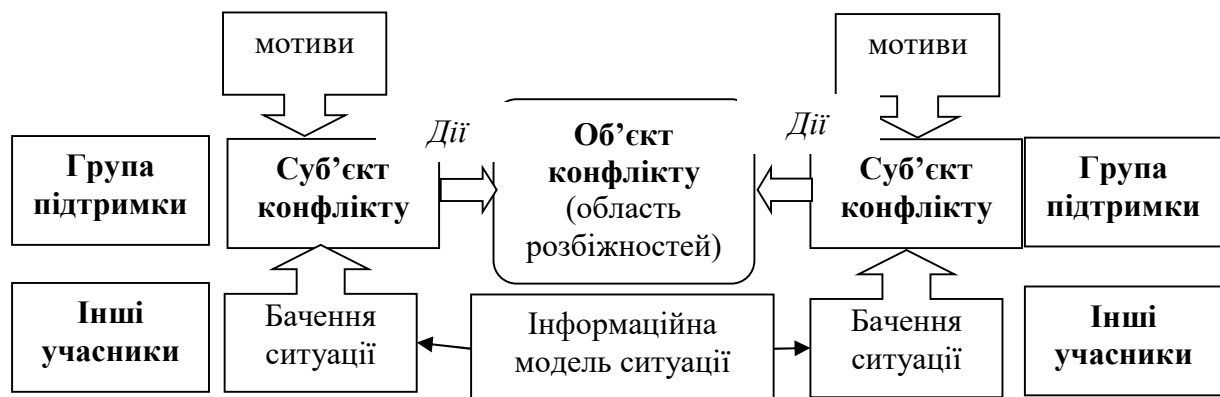 мотиви
мотиви
Дії
Дії
Група
підтримки
Суб’єкт
конфлікту
Об’єкт
конфлікту
(область
розбіжностей)
Суб’єкт
конфлікту
Група
підтримки
Інші
учасники
Бачення
ситуації
Інформаційна
модель ситуації
Бачення
ситуації
Інші
учасники